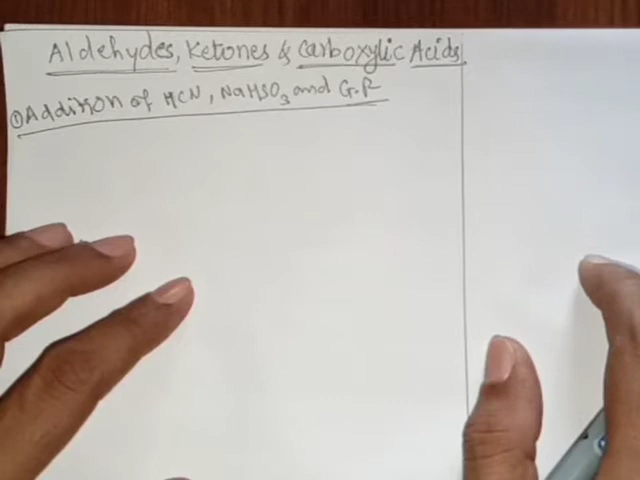 Aldehydes, Ketones & Carboxylic Acids
① Addition of HCN, NaHSO3 and G.R